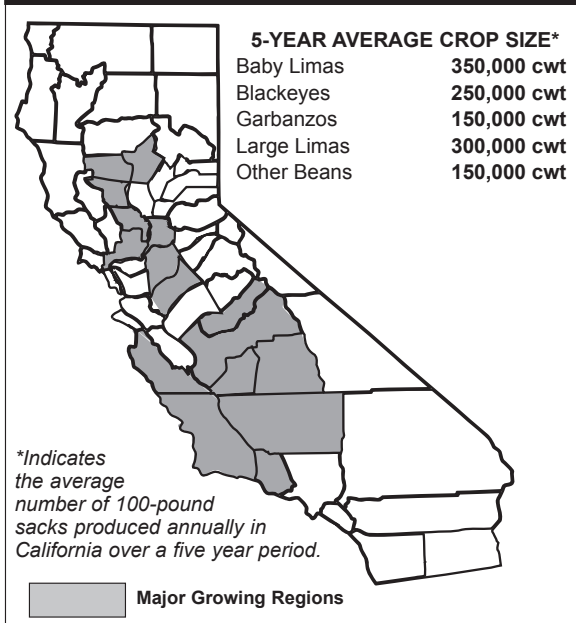 5-YEAR AVERAGE CROP SIZE*
Baby Limas 350,000 cwt
Blackeyes 250,000 cwt
Garbanzos 150,000 cwt
Large Limas 300,000 cwt
Other Beans 150,000 cwt
*Indicates
the average
number of 100-pound
sacks produced annually in
California over a five year period.
Major Growing Regions